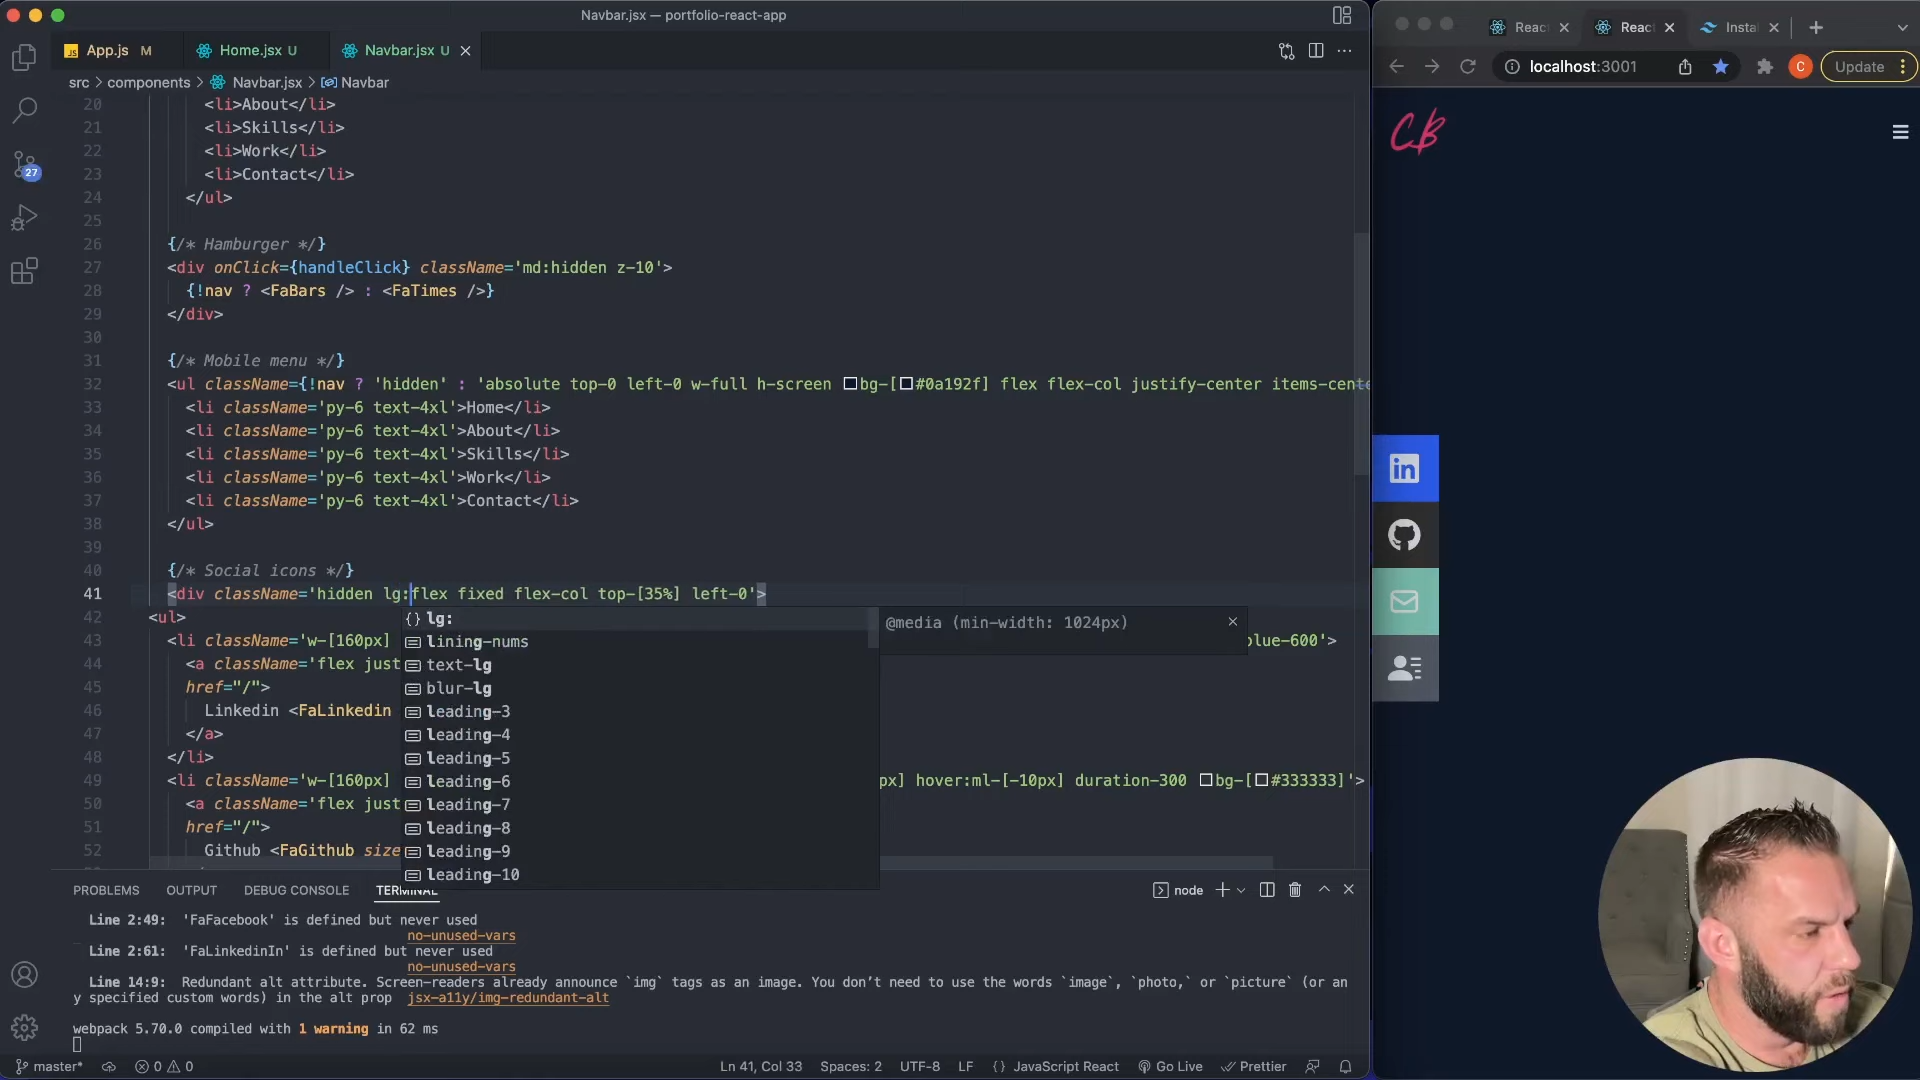 Navbar.jsx — portfolio-react-app
App.js M
Home.jsx U
Navbar.jsx U
src > components > Navbar.jsx > Navbar
20 <li>About</li>
21 <li>Skills</li>
22 <li>Work</li>
23 <li>Contact</li>
24 </ul>
25
26 {/* Hamburger */}
27 <div onClick={handleClick} className='md:hidden z-10'>
28 {!nav ? <FaBars /> : <FaTimes />}
29 </div>
30
31 {/* Mobile menu */}
32 <ul className={!nav ? 'hidden' : 'absolute top-0 left-0 w-full h-screen bg-[#0a192f] flex flex-col justify-center items-cente
33 <li className='py-6 text-4xl'>Home</li>
34 <li className='py-6 text-4xl'>About</li>
35 <li className='py-6 text-4xl'>Skills</li>
36 <li className='py-6 text-4xl'>Work</li>
37 <li className='py-6 text-4xl'>Contact</li>
38 </ul>
39
40 {/* Social icons */}
41 <div className='hidden lg:flex fixed flex-col top-[35%] left-0'>
42 <ul>
43 <li className='w-[160px] blue-600'>
44 <a className='flex just
45 href="/">
46 Linkedin <FaLinkedin
47 </a>
48 </li>
49 <li className='w-[160px] px] hover:ml-[-10px] duration-300 bg-[#333333]'>
50 <a className='flex just
51 href="/">
52 Github <FaGithub size
{} lg:
lining-nums
text-lg
blur-lg
leading-3
leading-4
leading-5
leading-6
leading-7
leading-8
leading-9
leading-10
@media (min-width: 1024px)
PROBLEMS OUTPUT DEBUG CONSOLE TERMINAL
node
Line 2:49: 'FaFacebook' is defined but never used
no-unused-vars
Line 2:61: 'FaLinkedinIn' is defined but never used
no-unused-vars
Line 14:9: Redundant alt attribute. Screen-readers already announce `img` tags as an image. You don't need to use the words `image`, `photo,` or `picture` (or an
y specified custom words) in the alt prop jsx-a11y/img-redundant-alt
webpack 5.70.0 compiled with 1 warning in 62 ms
master* 0 0
Ln 41, Col 33 Spaces: 2 UTF-8 LF {} JavaScript React Go Live Prettier
27
Reac
Reac
Insta
localhost:3001
C
Update
CB
in